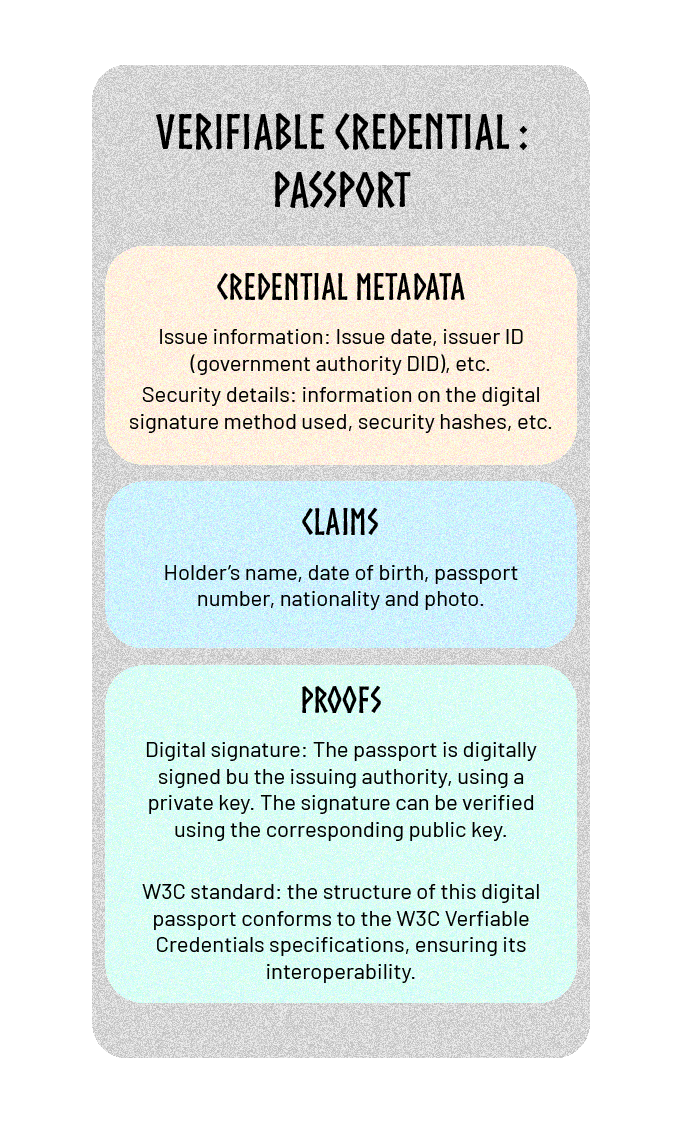 VERIFIABLE CREDENTIAL :
PASSPORT
CREDENTIAL METADATA
Issue information: Issue date, issuer ID
(government authority DID), etc.
Security details: information on the digital
signature method used, security hashes, etc.
CLAIMS
Holder's name, date of birth, passport
number, nationality and photo.
PROOFS
Digital signature: The passport is digitally
signed bu the issuing authority, using a
private key. The signature can be verified
using the corresponding public key.
W3C standard: the structure of this digital
passport conforms to the W3C Verfiable
Credentials specifications, ensuring its
interoperability.